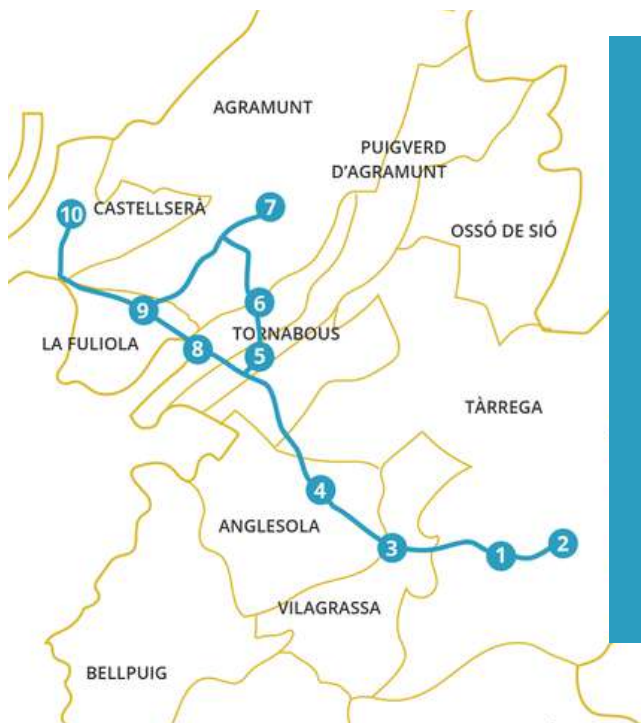 AGRAMUNT
PUIGVERD
D'AGRAMUNT
10
CASTELLSERÀ
7
OSSÓ DE SIÓ
6
9
TORNABOUS
LA FULIOLA
8
5
TÀRREGA
4
ANGLESOLA
3
1
2
VILAGRASSA
BELLPUIG